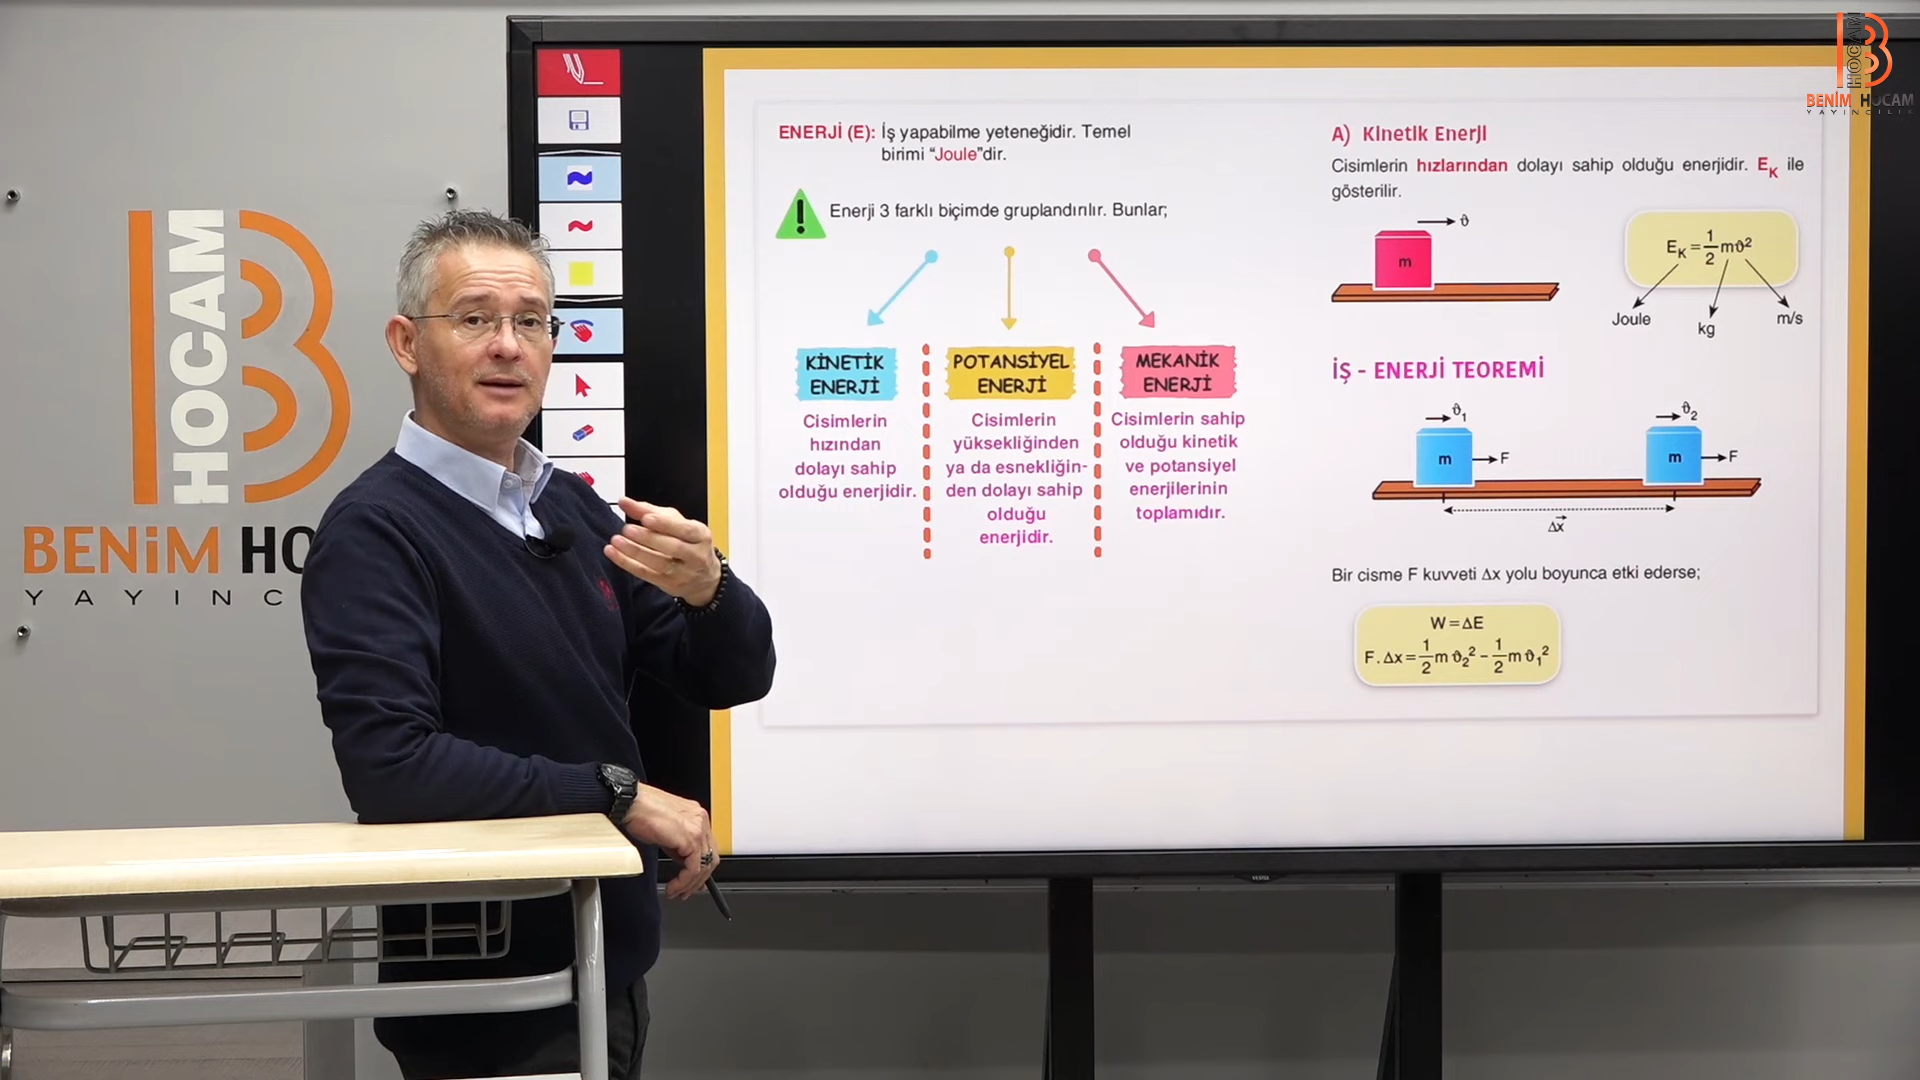 BENİM HOCAM
YAYINCILIK
HOCAM
BENİM HO
YAYINC
ENERJİ (E): İş yapabilme yeteneğidir. Temel
birimi “Joule”dir.
Enerji 3 farklı biçimde gruplandırılır. Bunlar;
KİNETİK
ENERJİ
Cisimlerin
hızından
dolayı sahip
olduğu enerjidir.
POTANSİYEL
ENERJİ
Cisimlerin
yüksekliğinden
ya da esnekliğin-
den dolayı sahip
olduğu
enerjidir.
MEKANİK
ENERJİ
Cisimlerin sahip
olduğu kinetik
ve potansiyel
enerjilerinin
toplamıdır.
A) Kinetik Enerji
Cisimlerin hızlarından dolayı sahip olduğu enerjidir. E_K ile
gösterilir.
ϑ
m
E_K = 1/2 mϑ²
Joule
kg
m/s
İŞ - ENERJİ TEOREMİ
ϑ₁
ϑ₂
m
F
m
F
Δx
Bir cisme F kuvveti Δx yolu boyunca etki ederse;
W=ΔE
F.Δx = 1/2 m ϑ₂² – 1/2 m ϑ₁²